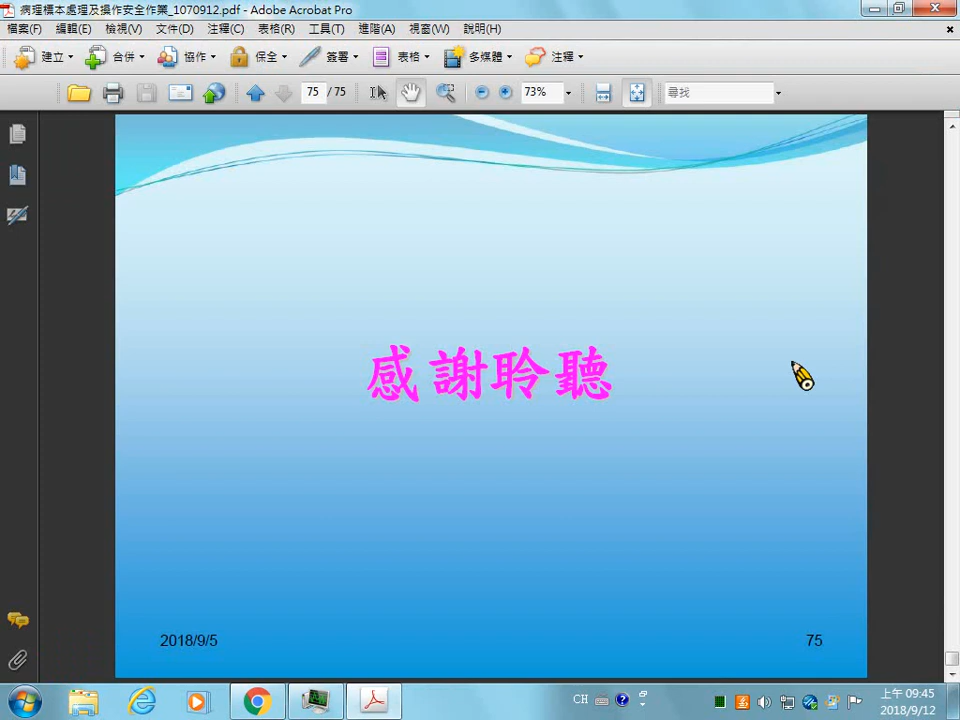 病理標本處理及操作安全作業_1070912.pdf - Adobe Acrobat Pro
檔案(F) 編輯(E) 檢視(V) 文件(D) 注釋(C) 表格(R) 工具(T) 進階(A) 視窗(W) 說明(H)
建立 合併 協作 保全 簽署 表格 多媒體 注釋
75 / 75 73% 尋找
感謝聆聽
2018/9/5 75
CH 上午 09:45
2018/9/12